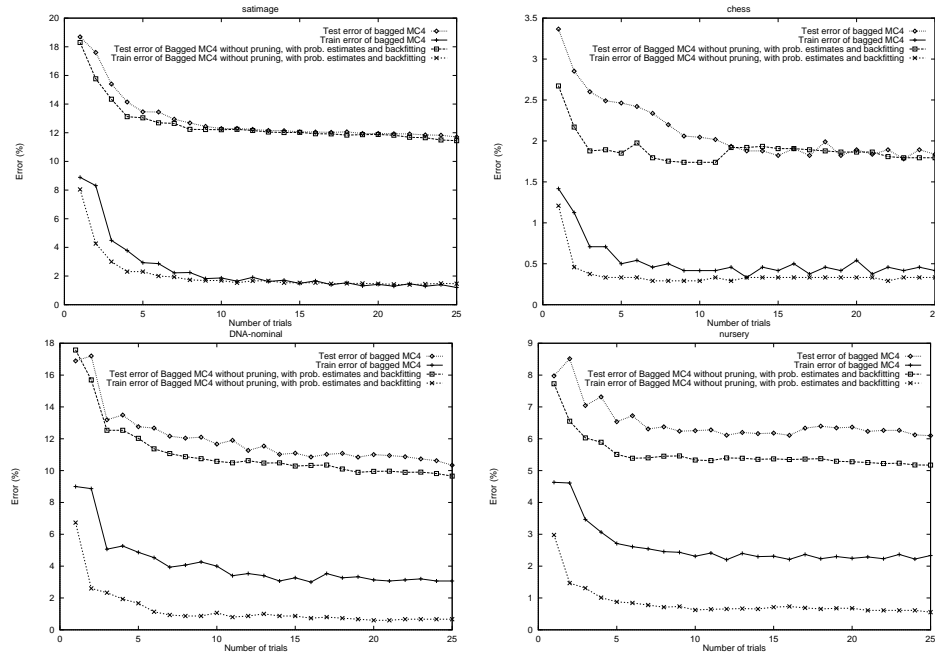 satimage
20
18
16
14
12
10
8
6
4
2
0
Error (%)
Test error of bagged MC4
Train error of bagged MC4
Test error of Bagged MC4 without pruning, with prob. estimates and backfitting
Train error of Bagged MC4 without pruning, with prob. estimates and backfitting
0 5 10 15 20 25
Number of trials
chess
3.5
3
2.5
2
1.5
1
0.5
0
Error (%)
Test error of bagged MC4
Train error of bagged MC4
Test error of Bagged MC4 without pruning, with prob. estimates and backfitting
Train error of Bagged MC4 without pruning, with prob. estimates and backfitting
0 5 10 15 20 25
Number of trials
DNA-nominal
18
16
14
12
10
8
6
4
2
0
Error (%)
Test error of bagged MC4
Train error of bagged MC4
Test error of Bagged MC4 without pruning, with prob. estimates and backfitting
Train error of Bagged MC4 without pruning, with prob. estimates and backfitting
0 5 10 15 20 25
Number of trials
nursery
9
8
7
6
5
4
3
2
1
0
Error (%)
Test error of bagged MC4
Train error of bagged MC4
Test error of Bagged MC4 without pruning, with prob. estimates and backfitting
Train error of Bagged MC4 without pruning, with prob. estimates and backfitting
0 5 10 15 20 25
Number of trials